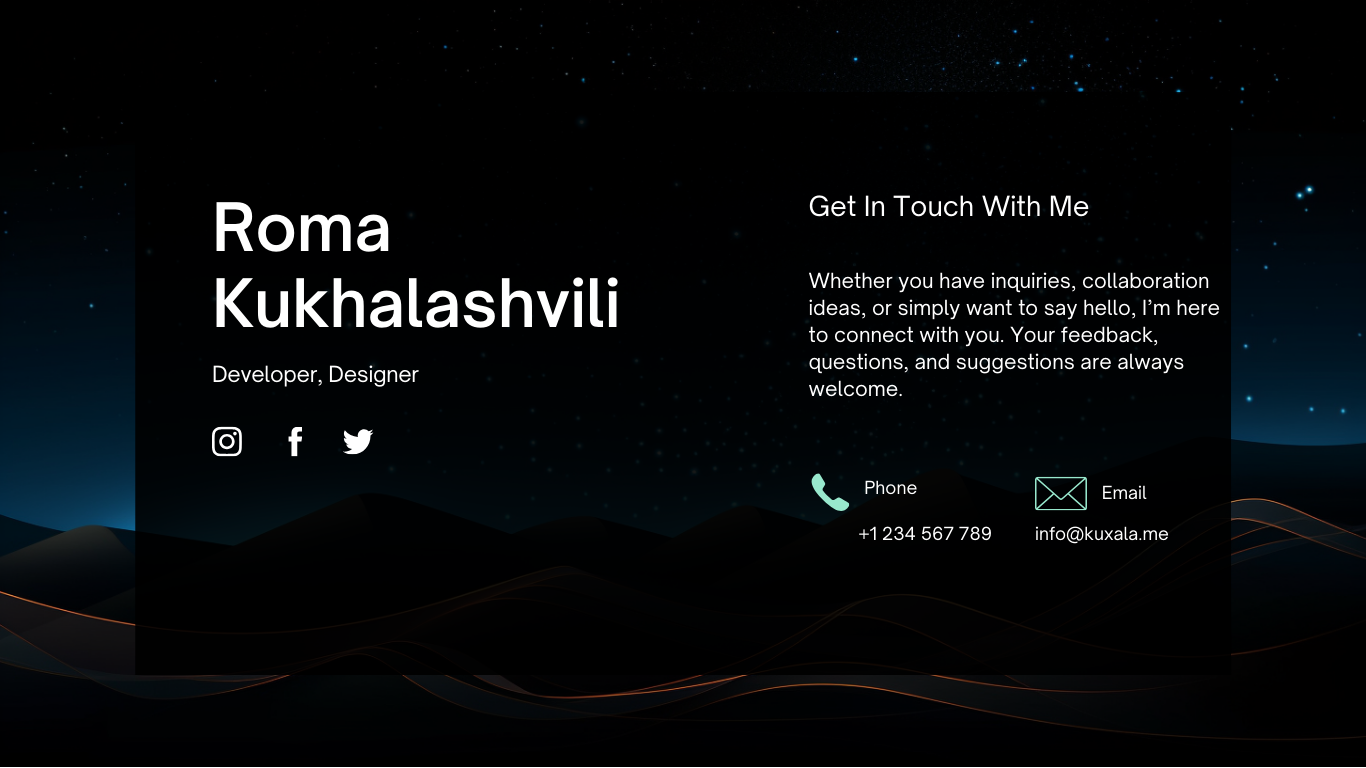 Roma
Kukhalashvili
Developer, Designer
Get In Touch With Me
Whether you have inquiries, collaboration
ideas, or simply want to say hello, I’m here
to connect with you. Your feedback,
questions, and suggestions are always
welcome.
Phone
+1 234 567 789
Email
info@kuxala.me